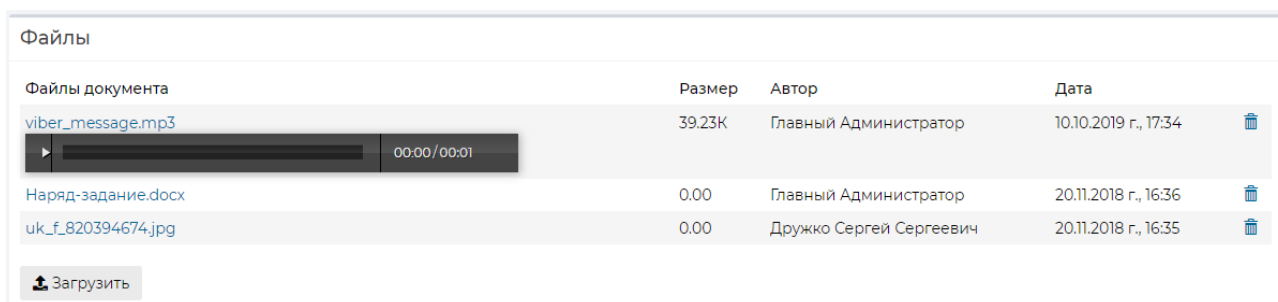 Файлы
Файлы документа Размер Автор Дата
viber_message.mp3 39.23K Главный Администратор 10.10.2019 г., 17:34
00:00/00:01
Наряд-задание.docx 0.00 Главный Администратор 20.11.2018 г., 16:36
uk_f_820394674.jpg 0.00 Дружко Сергей Сергеевич 20.11.2018 г., 16:35
Загрузить